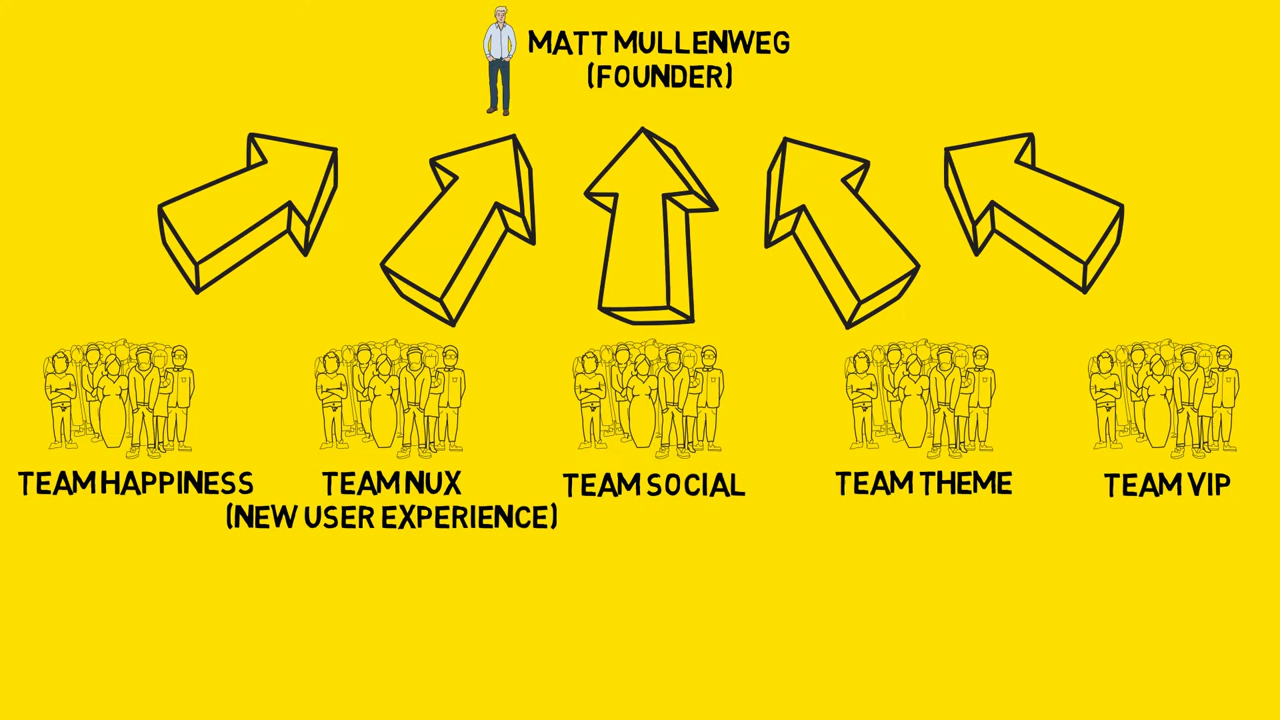 MATT MULLENWEG
(FOUNDER)
TEAM HAPPINESS
TEAM NUX
(NEW USER EXPERIENCE)
TEAM SOCIAL
TEAM THEME
TEAM VIP